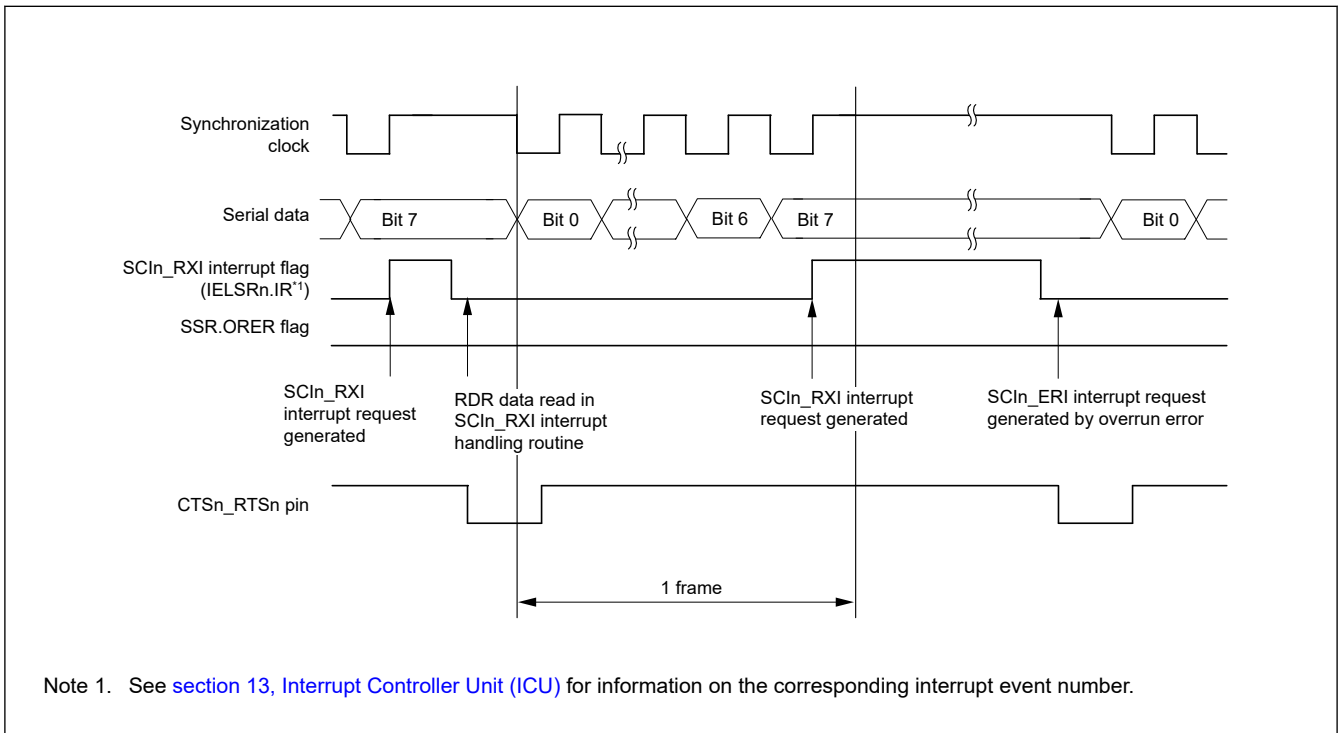 Synchronization
clock
Serial data
Bit 7
Bit 0
Bit 6
Bit 7
Bit 0
SCIn_RXI interrupt flag
(IELSRn.IR*1)
SSR.ORER flag
SCIn_RXI
interrupt request
generated
RDR data read in
SCIn_RXI interrupt
handling routine
SCIn_RXI interrupt
request generated
SCIn_ERI interrupt request
generated by overrun error
CTSn_RTSn pin
1 frame
Note 1. See section 13, Interrupt Controller Unit (ICU) for information on the corresponding interrupt event number.